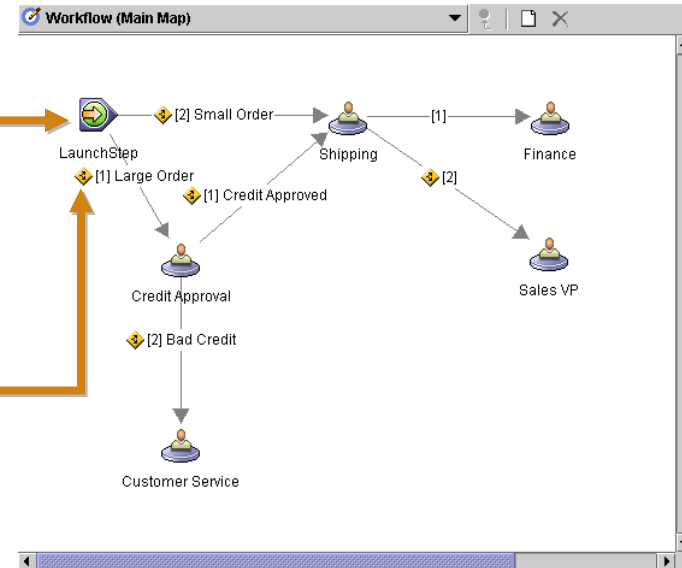 Workflow (Main Map)
[2] Small Order
[1]
LaunchStep
Shipping
Finance
[1] Large Order
[2]
[1] Credit Approved
Credit Approval
Sales VP
[2] Bad Credit
Customer Service